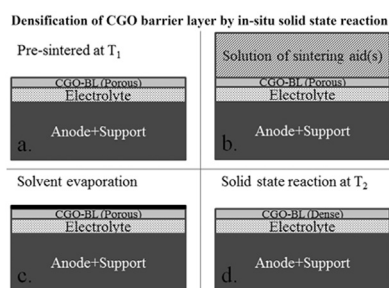 Densification of CGO barrier layer by in-situ solid state reaction
Pre-sintered at T1
CGO-BL (Porous)
Electrolyte
Anode+Support
a.
Solution of sintering aid(s)
CGO-BL (Porous)
Electrolyte
Anode+Support
b.
Solvent evaporation
CGO-BL (Porous)
Electrolyte
Anode+Support
c.
Solid state reaction at T2
CGO-BL (Dense)
Electrolyte
Anode+Support
d.